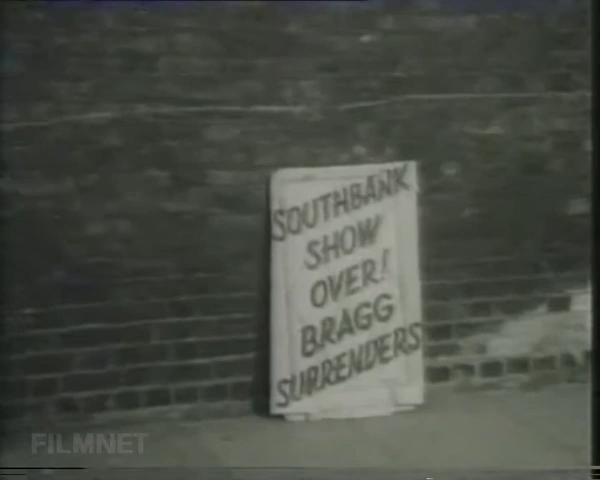 SOUTHBANK
SHOW
OVER!
BRAGG
SURRENDERS
FILMNET